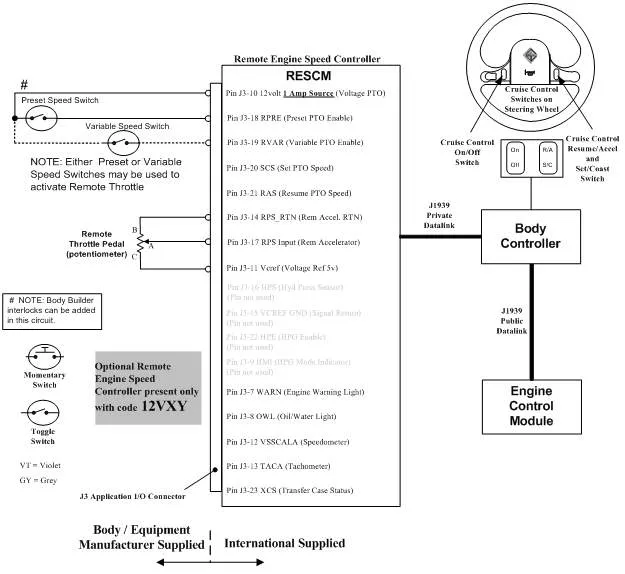 Remote Engine Speed Controller
RESCM
#
Pin J3-10 12volt 1 Amp Source (Voltage PTO)
Preset Speed Switch
Pin J3-18 RPRE (Preset PTO Enable)
Variable Speed Switch
Pin J3-19 RVAR (Variable PTO Enable)
NOTE: Either Preset or Variable
Speed Switches may be used to
activate Remote Throttle
Pin J3-20 SCS (Set PTO Speed)
Pin J3-21 RAS (Resume PTO Speed)
Pin J3-14 RPS_RTN (Rem Accel. RTN)
B
A
C
Remote
Throttle Pedal
(potentiometer)
Pin J3-17 RPS Input (Rem Accelerator)
Pin J3-11 Vcref (Voltage Ref 5v)
Pin J3-16 HPS (Hyd Press Sensor)
(Pin not used)
Pin J3-15 VCREF GND (Signal Return)
(Pin not used)
Pin J3-22 HPE (HPG Enable)
(Pin not used)
Pin J3-9 HMI (HPG Mode Indicator)
(Pin not used)
Pin J3-7 WARN (Engine Warning Light)
Pin J3-8 OWL (Oil/Water Light)
Pin J3-12 VSSCALA (Speedometer)
Pin J3-13 TACA (Tachometer)
Pin J3-23 XCS (Transfer Case Status)
# NOTE: Body Builder
interlocks can be added
in this circuit.
Momentary
Switch
Toggle
Switch
VT = Violet
GY = Grey
Optional Remote
Engine Speed
Controller present only
with code 12VXY
J3 Application I/O Connector
Body / Equipment
Manufacturer Supplied
International Supplied
Cruise Control
Switches on
Steering Wheel
Cruise Control
On/Off
Switch
On
Off
R/A
S/C
Cruise Control
Resume/Accel
and
Set/Coast
Switch
J1939
Private
Datalink
Body
Controller
J1939
Public
Datalink
Engine
Control
Module